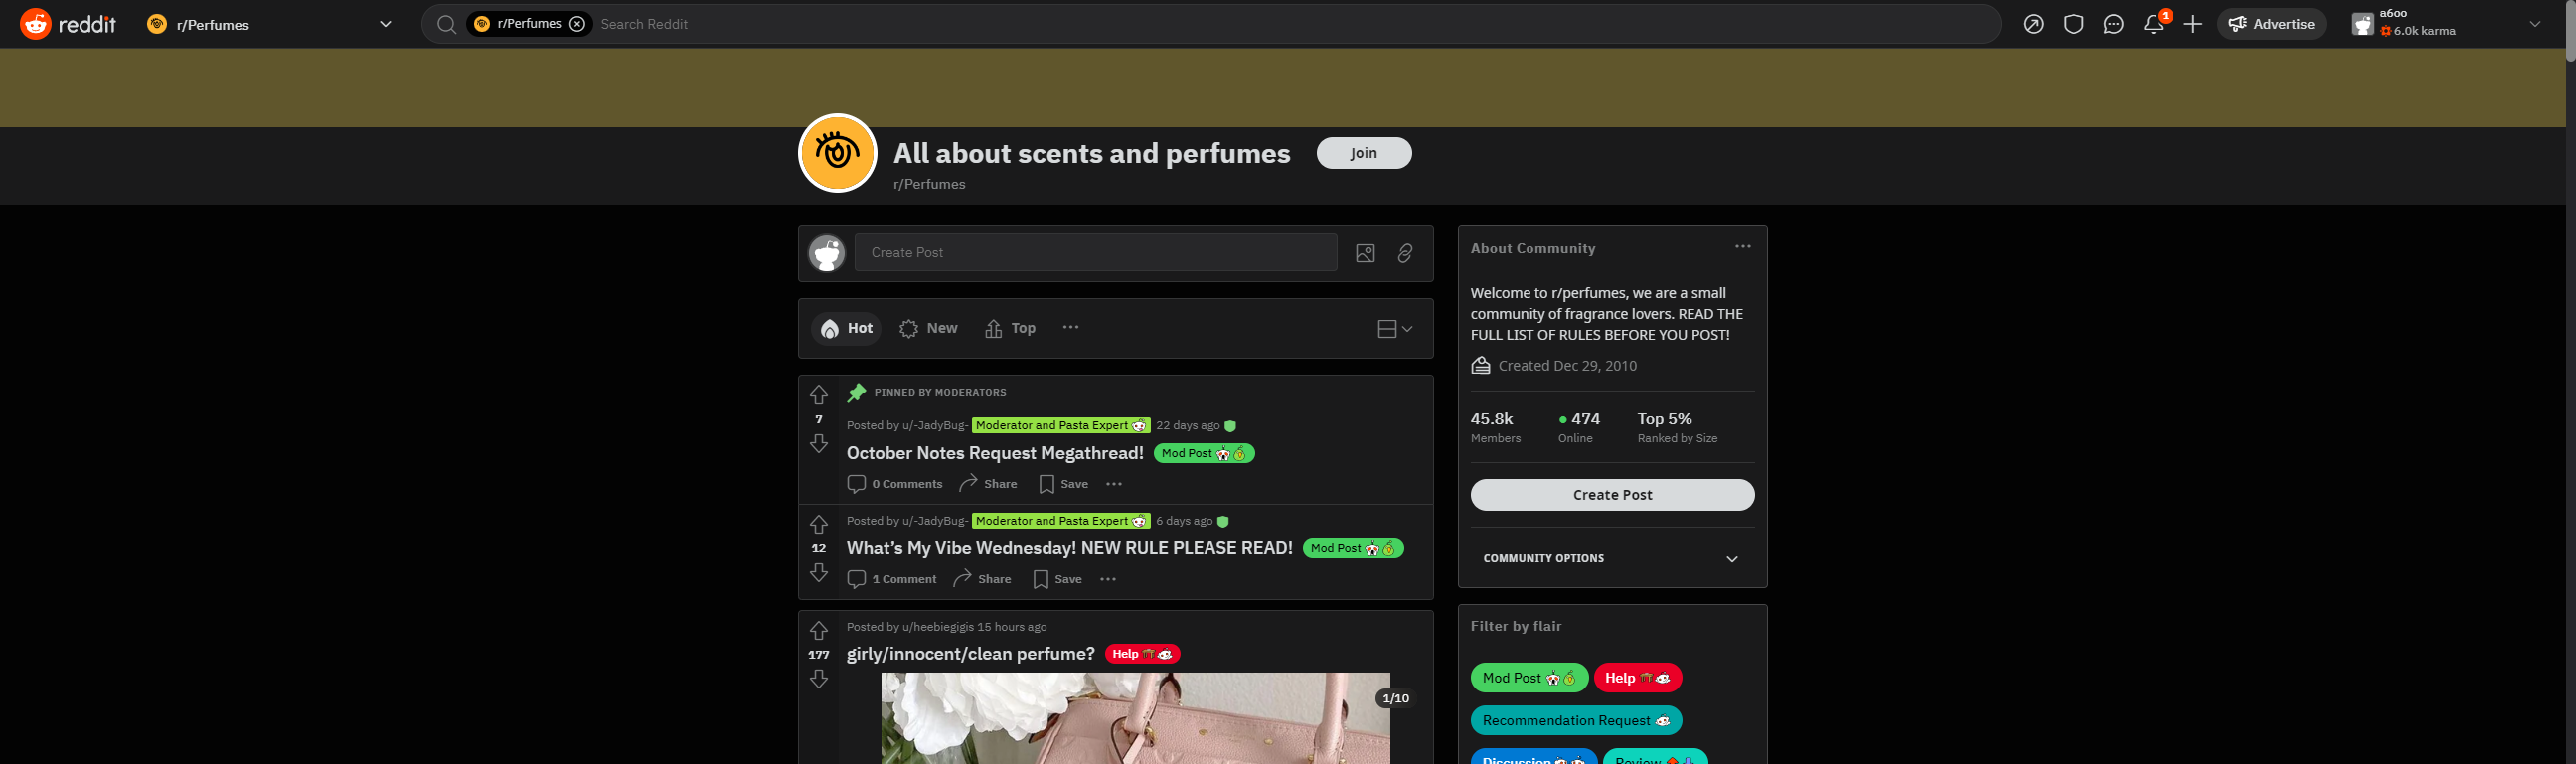 reddit
r/Perfumes
r/Perfumes
Search Reddit
1
Advertise
a6oo
6.0k karma
All about scents and perfumes
Join
r/Perfumes
Create Post
Hot
New
Top
PINNED BY MODERATORS
7
Posted by u/-JadyBug- Moderator and Pasta Expert 22 days ago
October Notes Request Megathread! Mod Post
0 Comments Share Save
Posted by u/-JadyBug- Moderator and Pasta Expert 6 days ago
12
What’s My Vibe Wednesday! NEW RULE PLEASE READ! Mod Post
1 Comment Share Save
Posted by u/heebiegigis 15 hours ago
177
girly/innocent/clean perfume? Help
1/10
About Community
Welcome to r/perfumes, we are a small
community of fragrance lovers. READ THE
FULL LIST OF RULES BEFORE YOU POST!
Created Dec 29, 2010
45.8k 474 Top 5%
Members Online Ranked by Size
Create Post
COMMUNITY OPTIONS
Filter by flair
Mod Post Help
Recommendation Request
Discussion Review